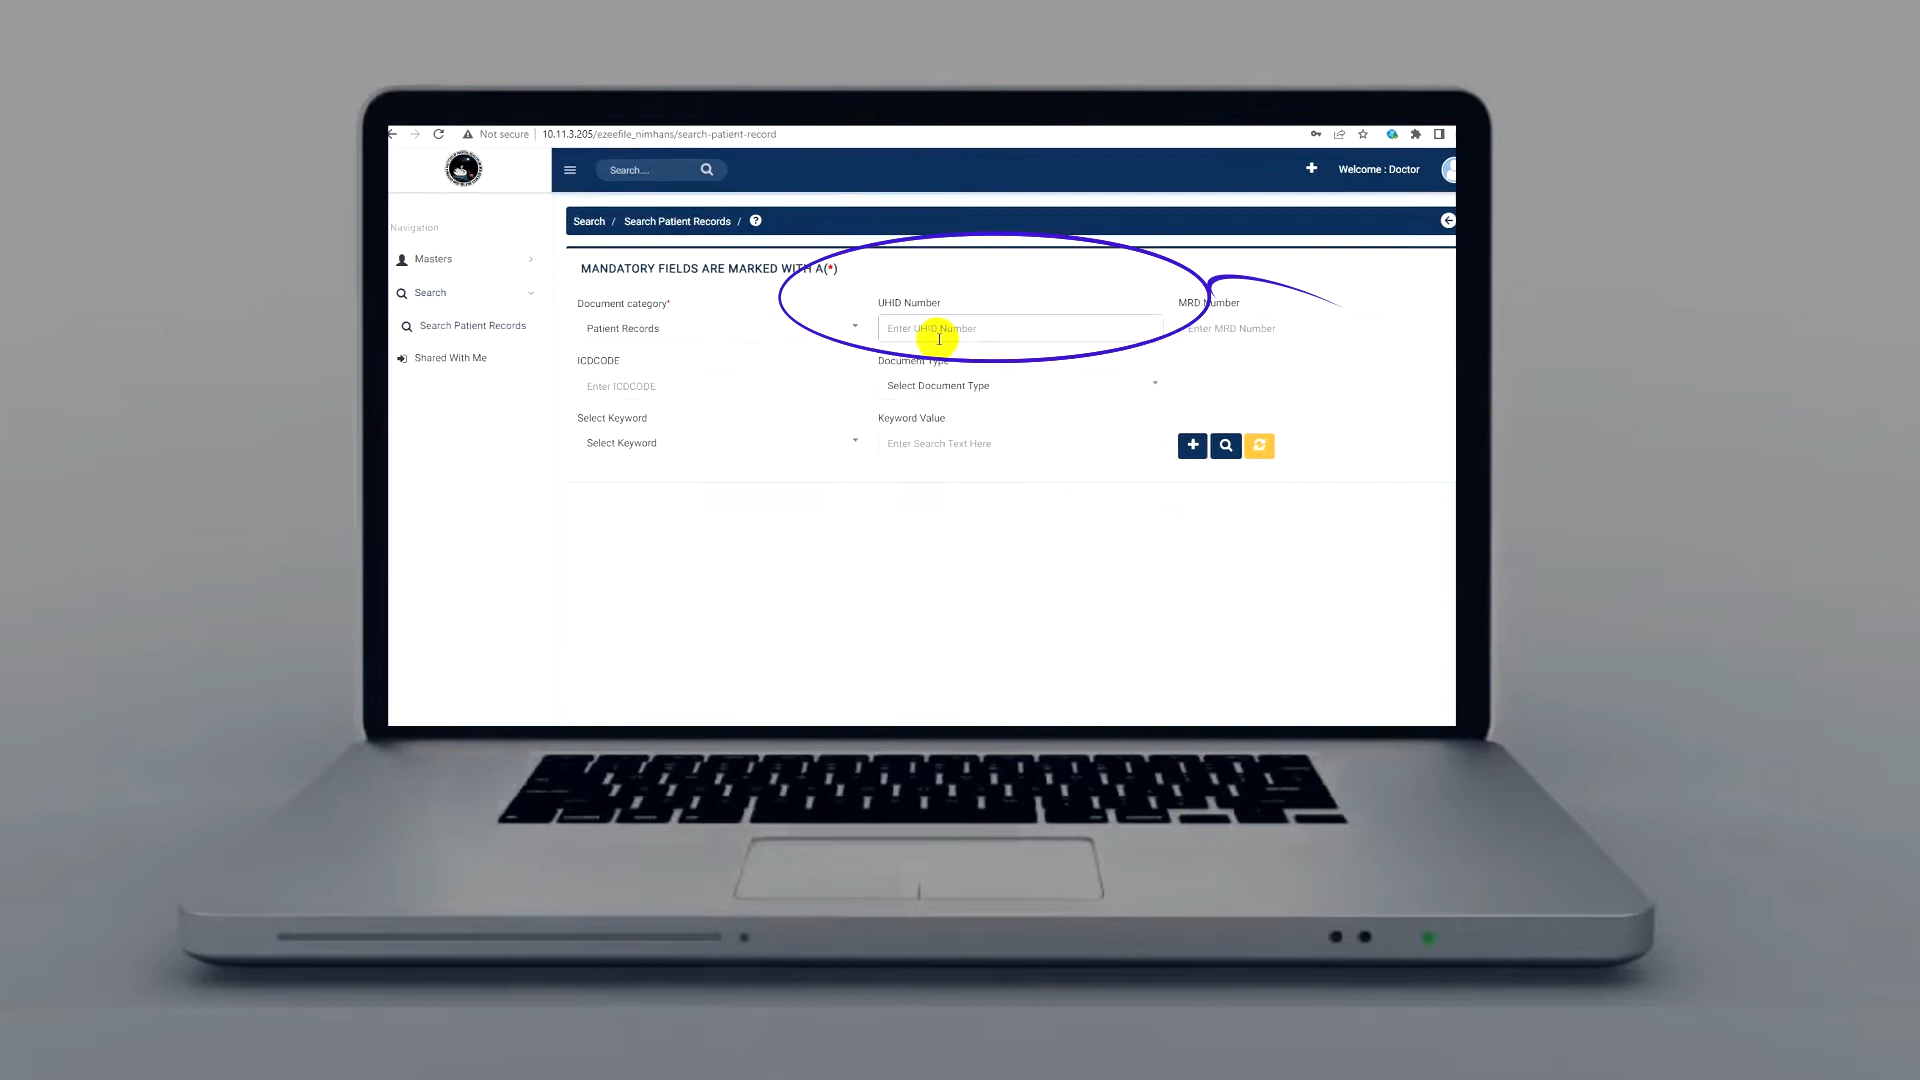 Not secure | 10.11.3.205/ezeefile_nimhans/search-patient-record
Search....
Welcome : Doctor
Navigation
Masters
Search
Search Patient Records
Shared With Me
Search / Search Patient Records /
MANDATORY FIELDS ARE MARKED WITH A(*)
Document category* UHID Number MRD Number
Patient Records Enter UHID Number Enter MRD Number
ICDCODE Document Type
Enter ICDCODE Select Document Type
Select Keyword Keyword Value
Select Keyword Enter Search Text Here